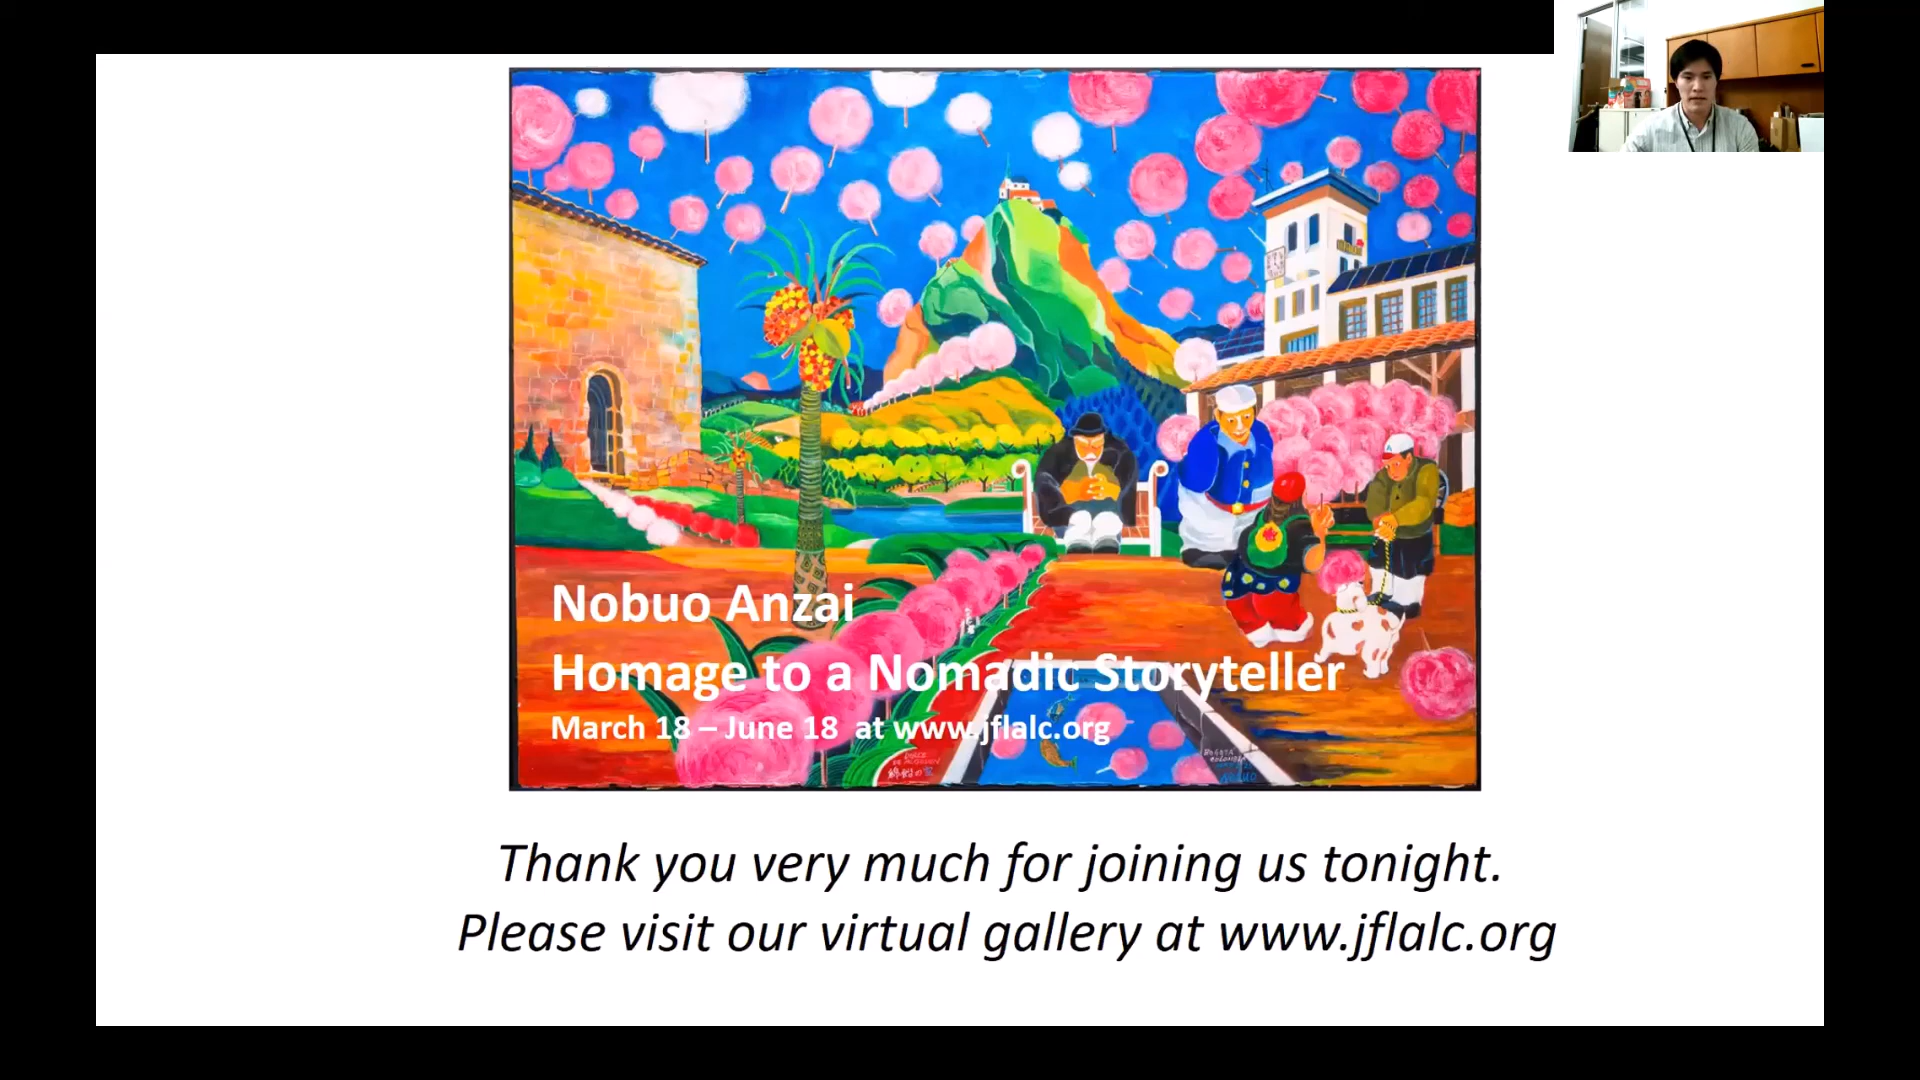 Nobuo Anzai
Homage to a Nomadic Storyteller
March 18 – June 18 at www.jflalc.org
Thank you very much for joining us tonight.
Please visit our virtual gallery at www.jflalc.org